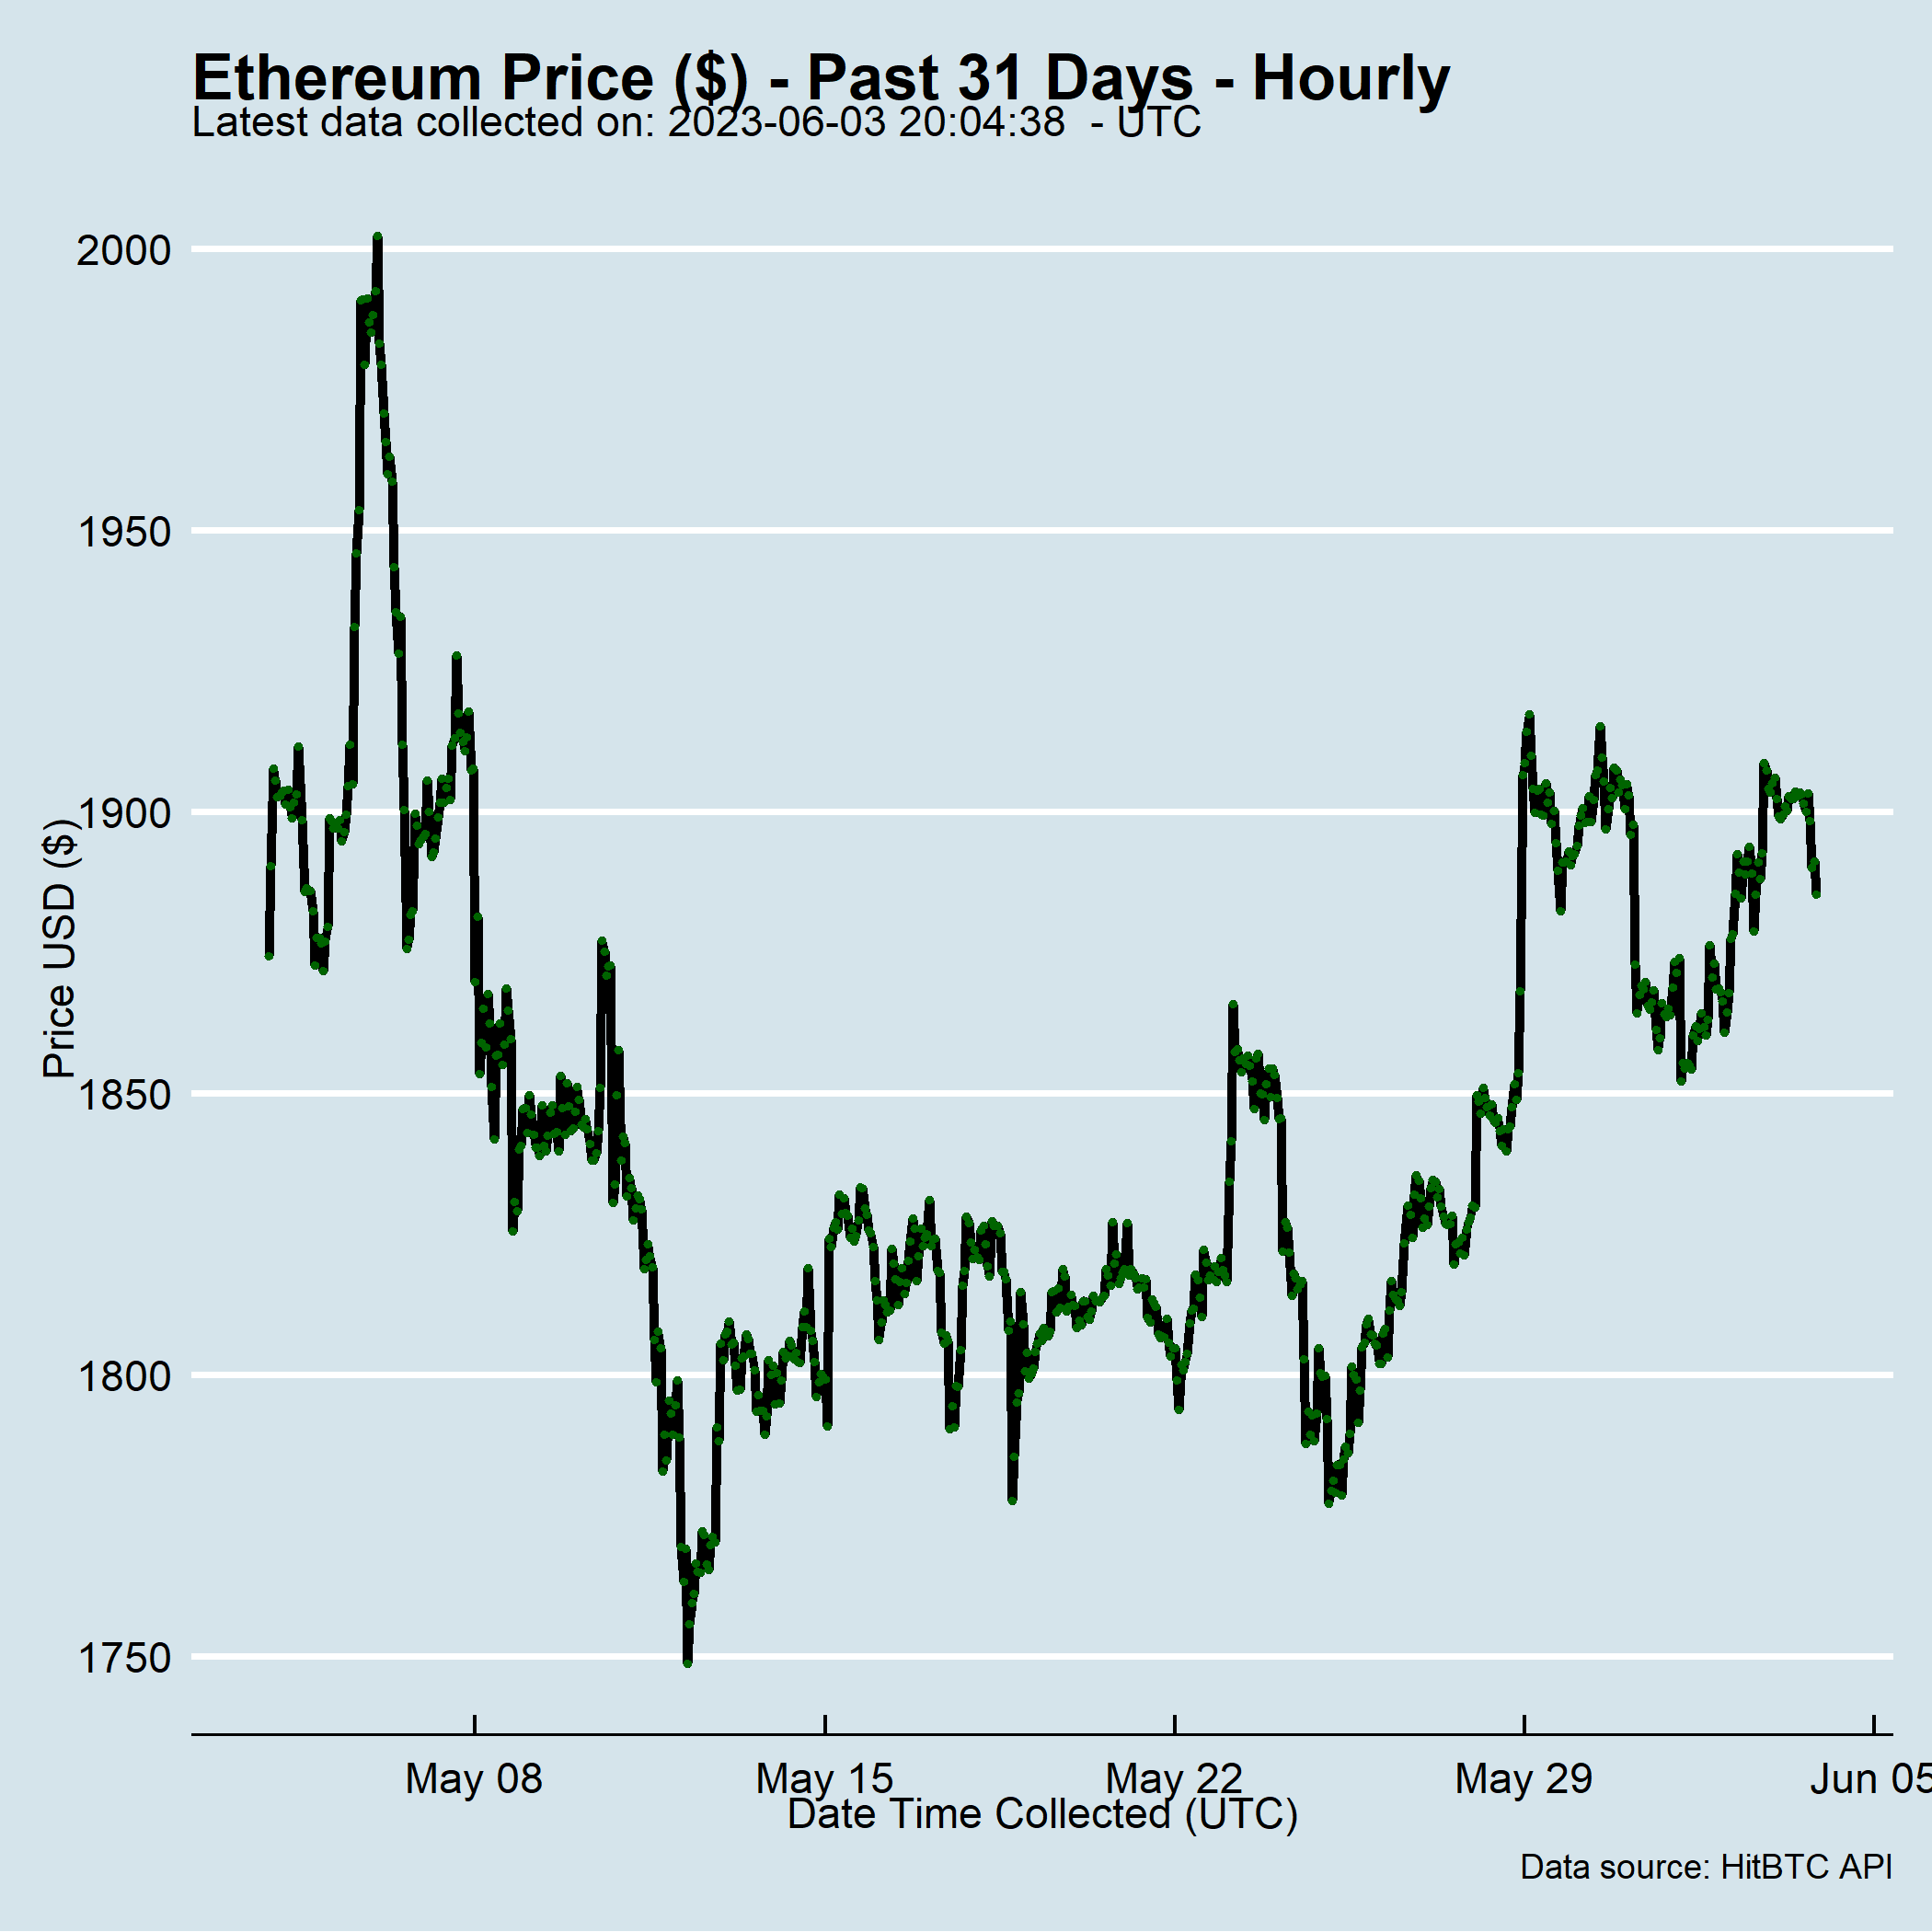 Ethereum Price ($) - Past 31 Days - Hourly
Latest data collected on: 2023-06-03 20:04:38  - UTC
2000
1950
1900
1850
1800
1750
Price USD ($)
May 08
May 15
May 22
May 29
Jun 05
Date Time Collected (UTC)
Data source: HitBTC API